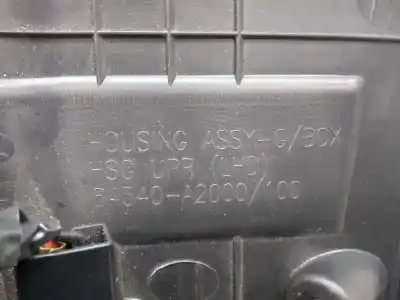 HOUSING ASSY-G/BOX
HSG UPR (LHD)
84540-A2000/100